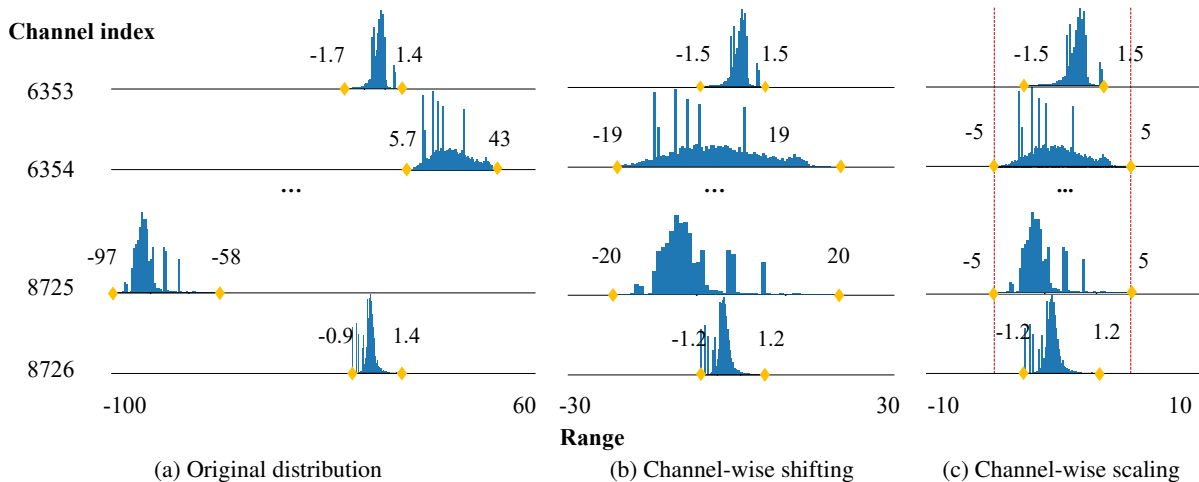 Channel index
6353 -1.7 1.4 -1.5 1.5 -1.5 1.5
6354 5.7 43 -19 19 -5 5
... ... ...
8725 -97 -58 -20 20 -5 5
8726 -0.9 1.4 -1.2 1.2 -1.2 1.2
-100 60 -30 30 -10 10
Range
(a) Original distribution (b) Channel-wise shifting (c) Channel-wise scaling